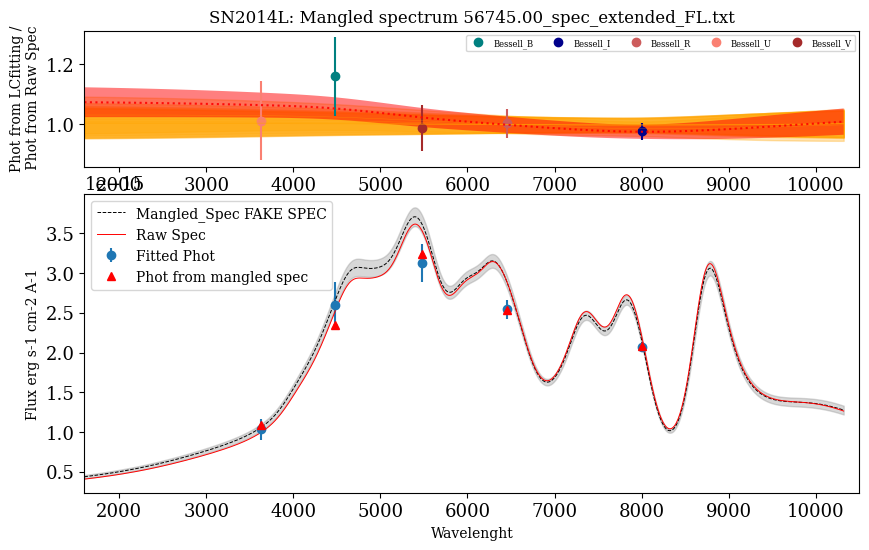 SN2014L: Mangled spectrum 56745.00_spec_extended_FL.txt
Phot from LCfitting /
Phot from Raw Spec
1.2
1.0
Bessell_B
Bessell_I
Bessell_R
Bessell_U
Bessell_V
2000 3000 4000 5000 6000 7000 8000 9000 10000
Flux erg s-1 cm-2 A-1
3.5
3.0
2.5
2.0
1.5
1.0
0.5
Mangled_Spec FAKE SPEC
Raw Spec
Fitted Phot
Phot from mangled spec
2000 3000 4000 5000 6000 7000 8000 9000 10000
Wavelenght